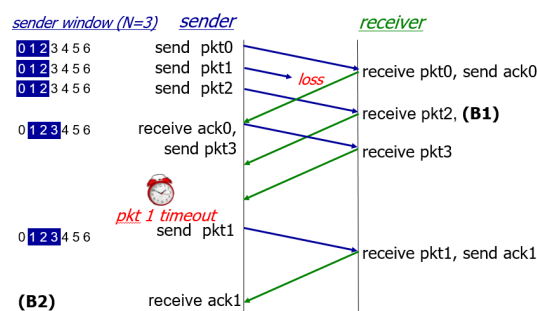 sender window (N=3) sender receiver
0 1 2 3 4 5 6 send pkt0
0 1 2 3 4 5 6 send pkt1 loss receive pkt0, send ack0
0 1 2 3 4 5 6 send pkt2
receive pkt2, (B1)
0 1 2 3 4 5 6 receive ack0,
send pkt3 receive pkt3
pkt 1 timeout
0 1 2 3 4 5 6 send pkt1
receive pkt1, send ack1
(B2) receive ack1